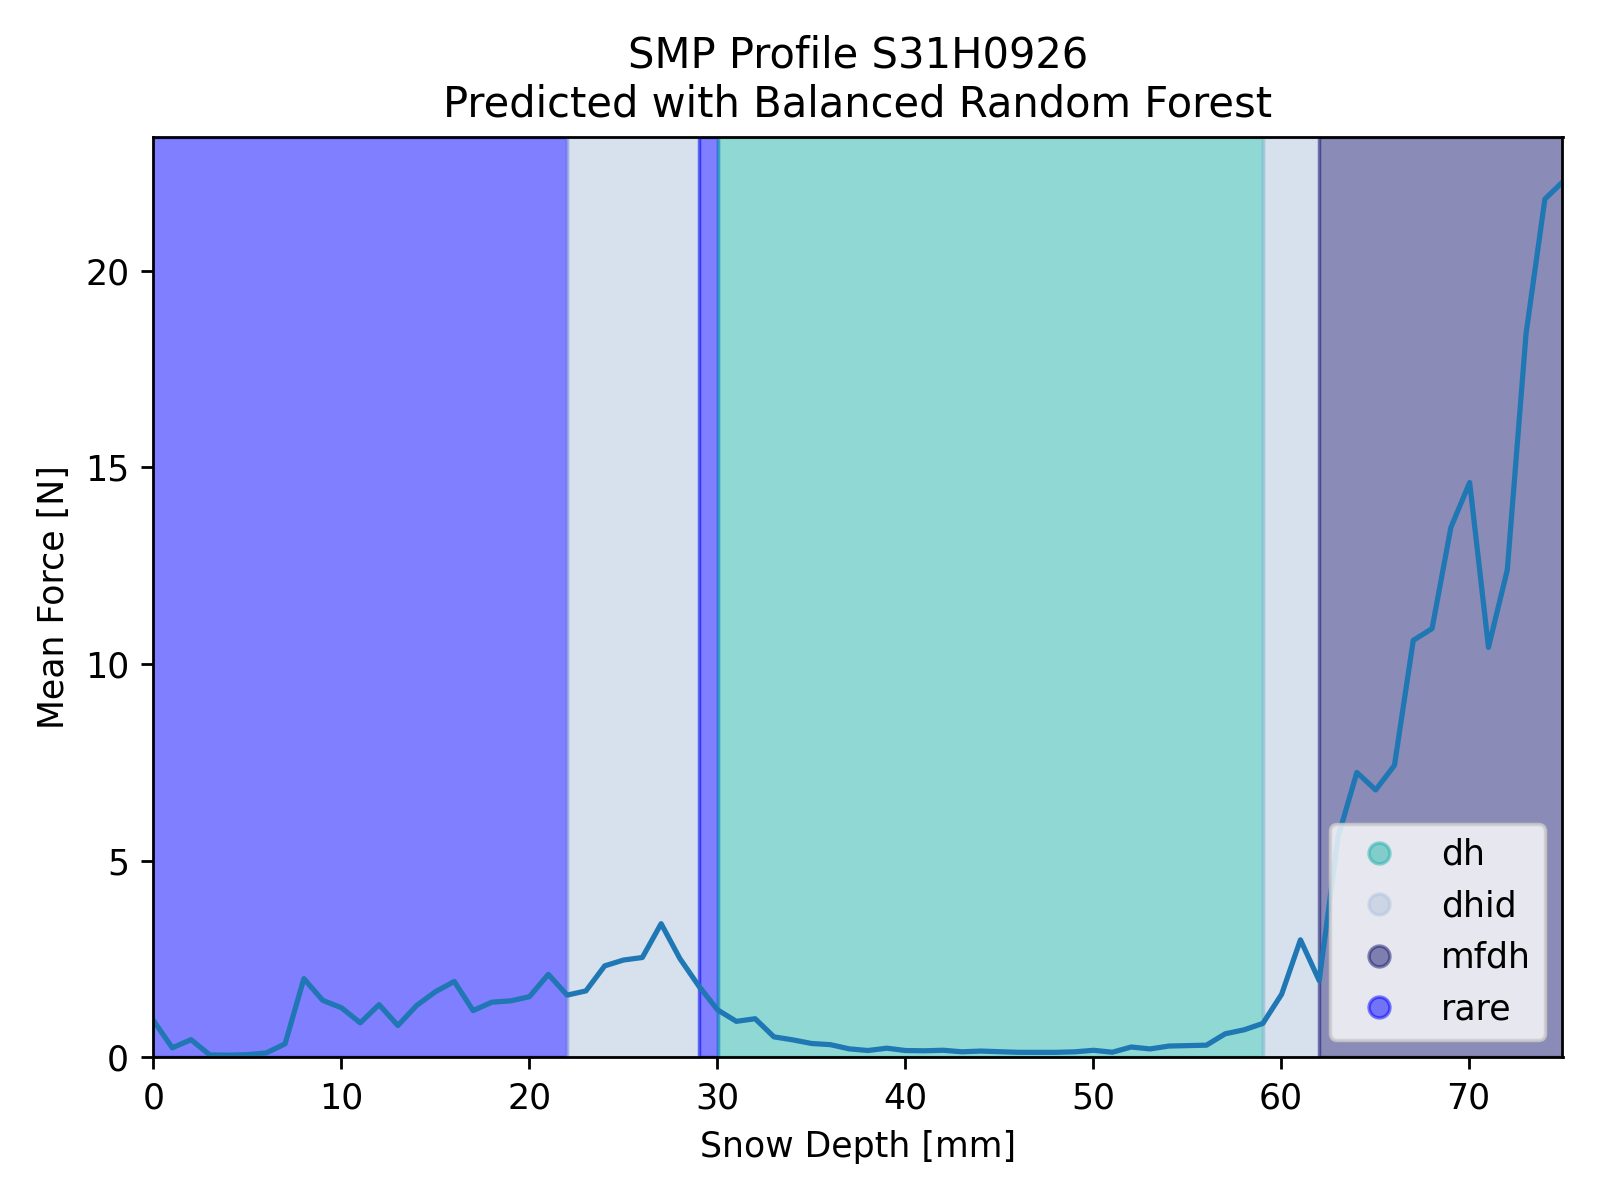 SMP Profile S31H0926
Predicted with Balanced Random Forest
Mean Force [N]
20
15
10
5
0
0 10 20 30 40 50 60 70
Snow Depth [mm]
dh
dhid
mfdh
rare